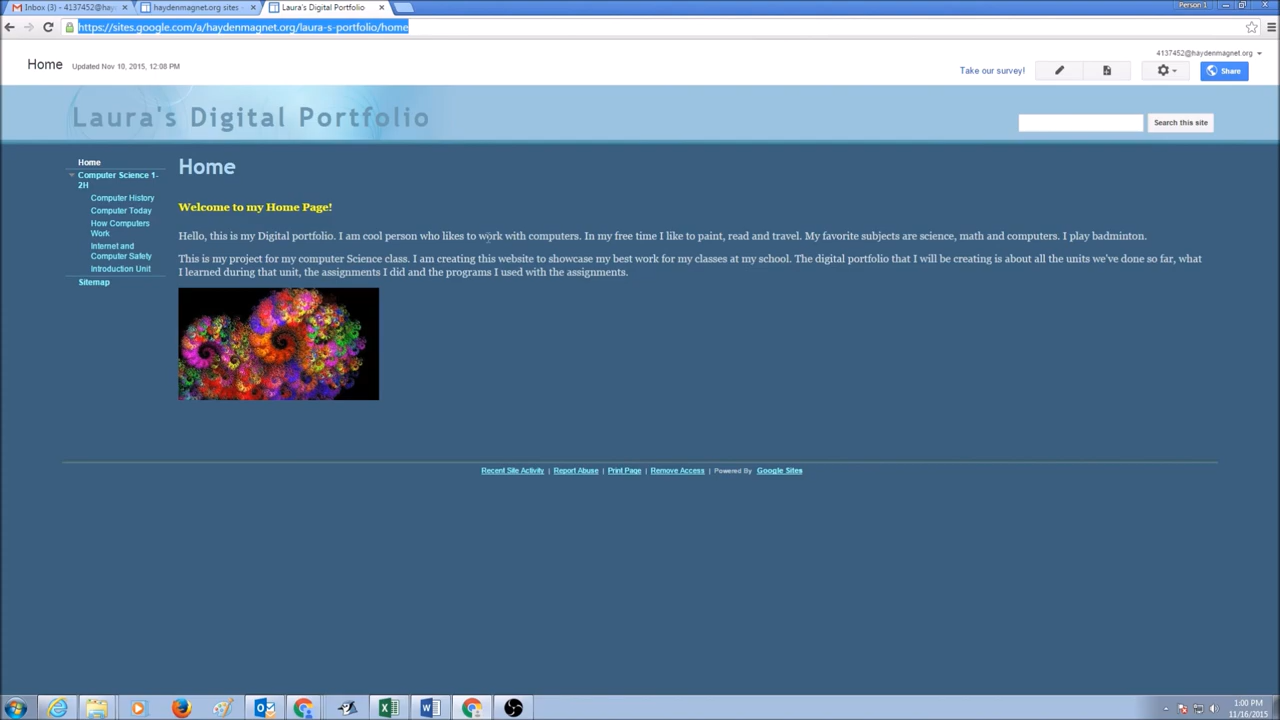 Inbox (3) - 4137452@hay
haydenmagnet.org sites -
Laura's Digital Portfolio
Person 1
https://sites.google.com/a/haydenmagnet.org/laura-s-portfolio/home
4137452@haydenmagnet.org
Home
Updated Nov 10, 2015, 12:08 PM
Take our survey!
Share
Laura's Digital Portfolio
Search this site
Home
Computer Science 1-
2H
Computer History
Computer Today
How Computers
Work
Internet and
Computer Safety
Introduction Unit
Sitemap
Home
Welcome to my Home Page!
Hello, this is my Digital portfolio. I am cool person who likes to work with computers. In my free time I like to paint, read and travel. My favorite subjects are science, math and computers. I play badminton.
This is my project for my computer Science class. I am creating this website to showcase my best work for my classes at my school. The digital portfolio that I will be creating is about all the units we've done so far, what
I learned during that unit, the assignments I did and the programs I used with the assignments.
Recent Site Activity | Report Abuse | Print Page | Remove Access | Powered By Google Sites
1:00 PM
11/16/2015